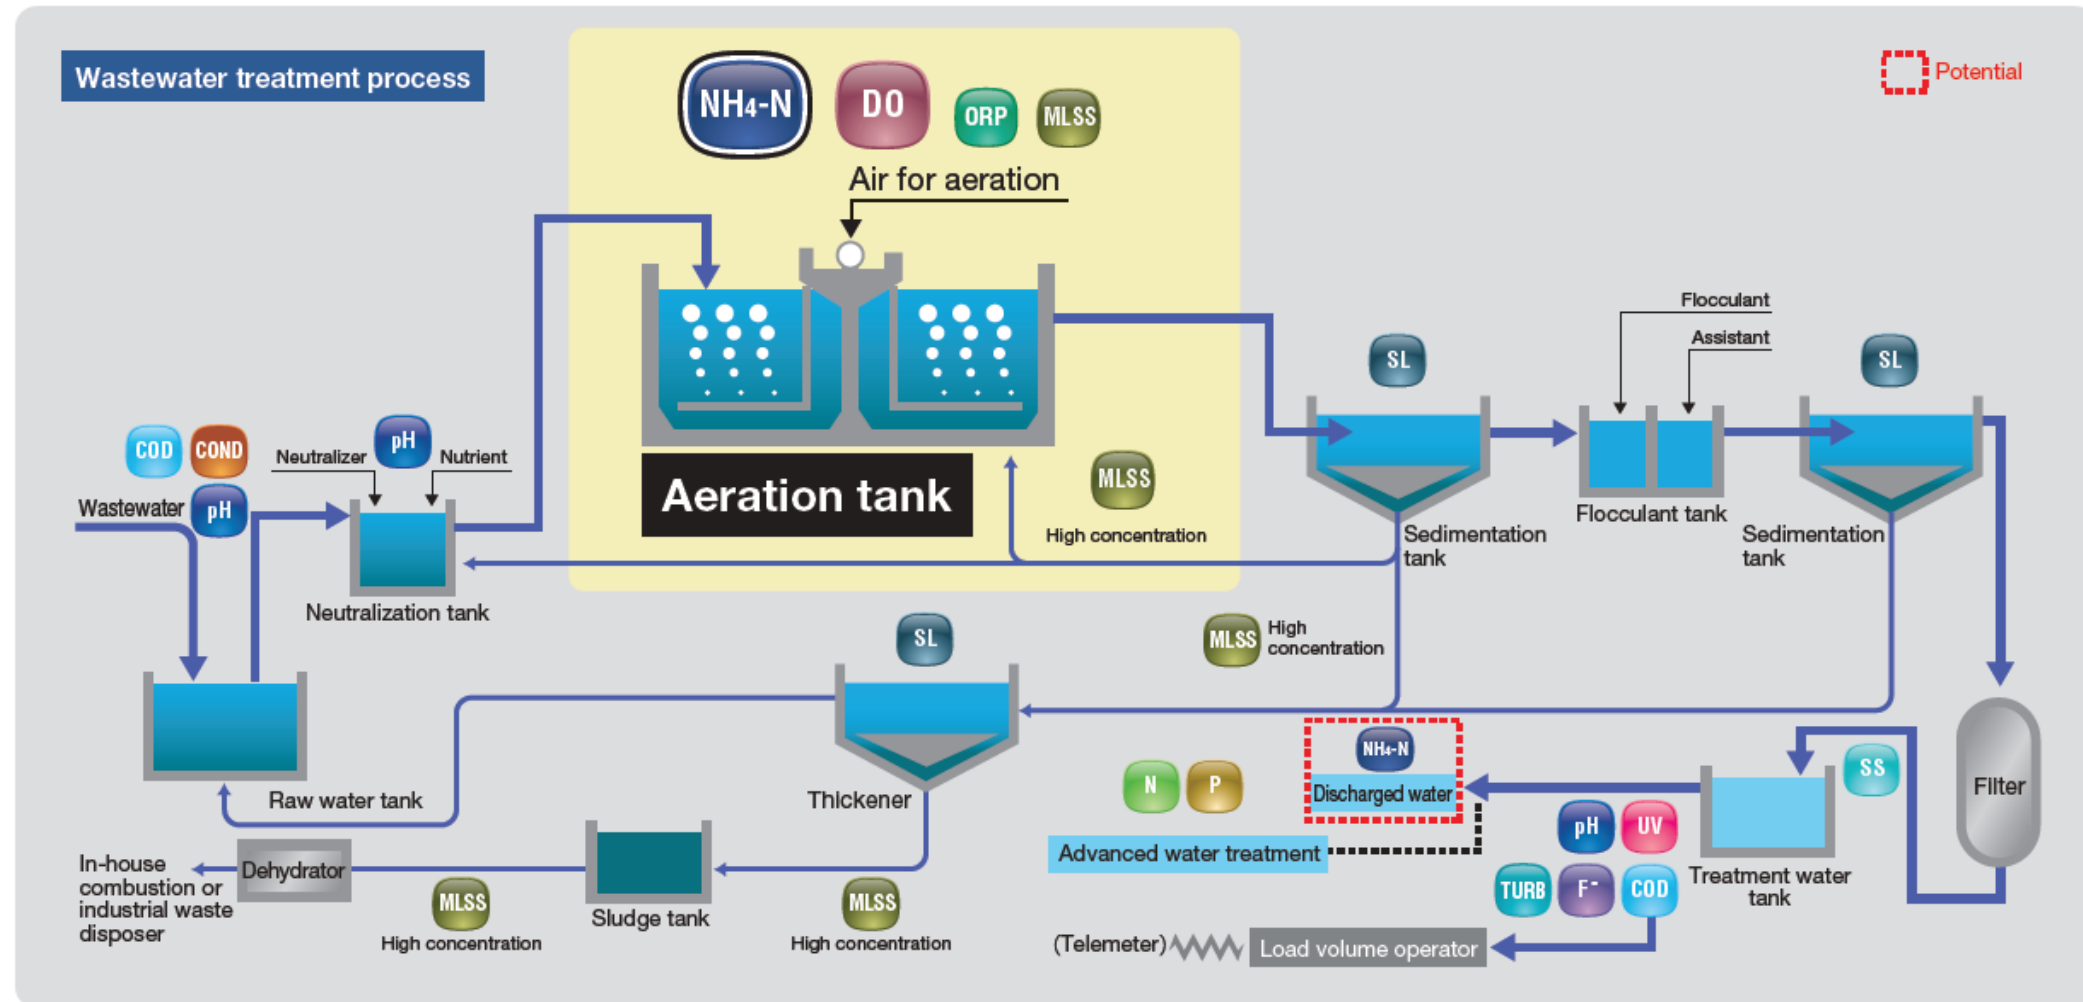 Wastewater treatment process
Potential
NH4-N
DO
ORP
MLSS
Air for aeration
Aeration tank
MLSS
High concentration
COD
COND
pH
Wastewater
Neutralizer
pH
Nutrient
Neutralization tank
Raw water tank
SL
Sedimentation
tank
Flocculant
Assistant
Flocculant tank
SL
Sedimentation
tank
MLSS
High
concentration
SL
Thickener
MLSS
High concentration
Sludge tank
MLSS
High concentration
Dehydrator
In-house
combustion or
industrial waste
disposer
Filter
SS
Treatment water
tank
NH4-N
Discharged water
N
P
Advanced water treatment
pH
UV
TURB
F-
COD
(Telemeter)
Load volume operator